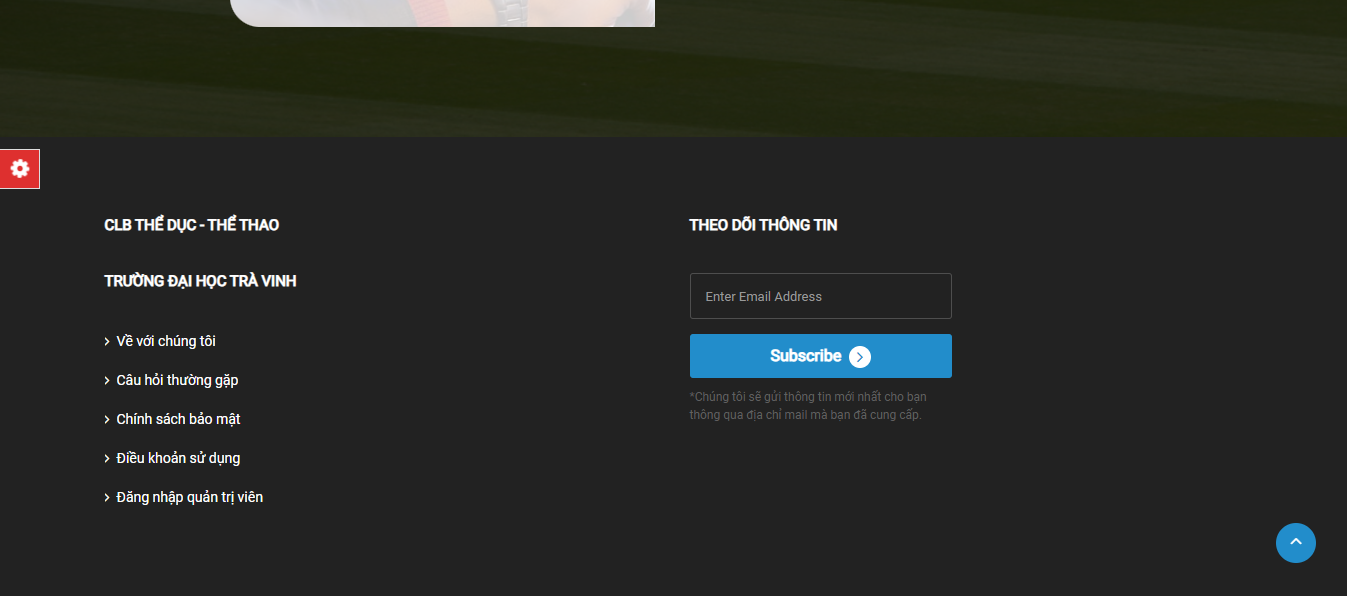 CLB THỂ DỤC - THỂ THAO
TRƯỜNG ĐẠI HỌC TRÀ VINH
Về với chúng tôi
Câu hỏi thường gặp
Chính sách bảo mật
Điều khoản sử dụng
Đăng nhập quản trị viên
THEO DÕI THÔNG TIN
Enter Email Address
Subscribe
*Chúng tôi sẽ gửi thông tin mới nhất cho bạn
thông qua địa chỉ mail mà bạn đã cung cấp.